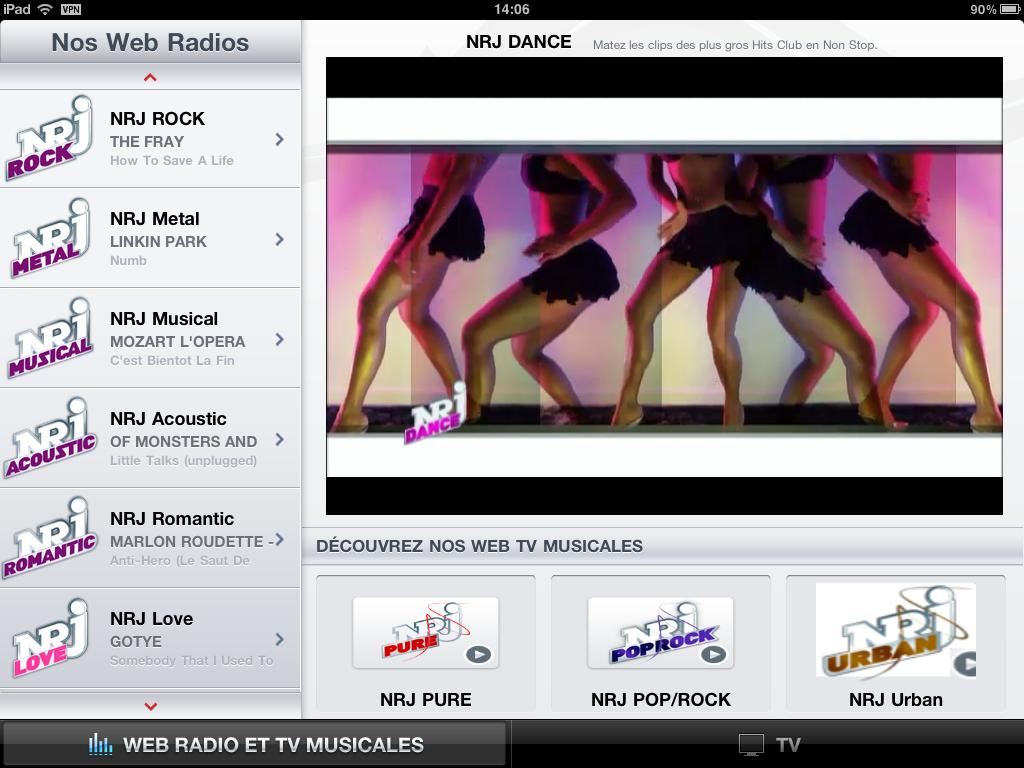 iPad VPN 14:06 90%
Nos Web Radios
NRJ ROCK
NRJ ROCK
THE FRAY
How To Save A Life
NRJ METAL
NRJ Metal
LINKIN PARK
Numb
NRJ MUSICAL
NRJ Musical
MOZART L'OPERA
C'est Bientot La Fin
NRJ ACOUSTIC
NRJ Acoustic
OF MONSTERS AND
Little Talks (unplugged)
NRJ ROMANTIC
NRJ Romantic
MARLON ROUDETTE -
Anti-Hero (Le Saut De
NRJ LOVE
NRJ Love
GOTYE
Somebody That I Used To
NRJ DANCE Matez les clips des plus gros Hits Club en Non Stop.
NRJ DANCE
DÉCOUVREZ NOS WEB TV MUSICALES
NRJ PURE
NRJ PURE
NRJ POPROCK
NRJ POP/ROCK
NRJ URBAN
NRJ Urban
WEB RADIO ET TV MUSICALES
TV